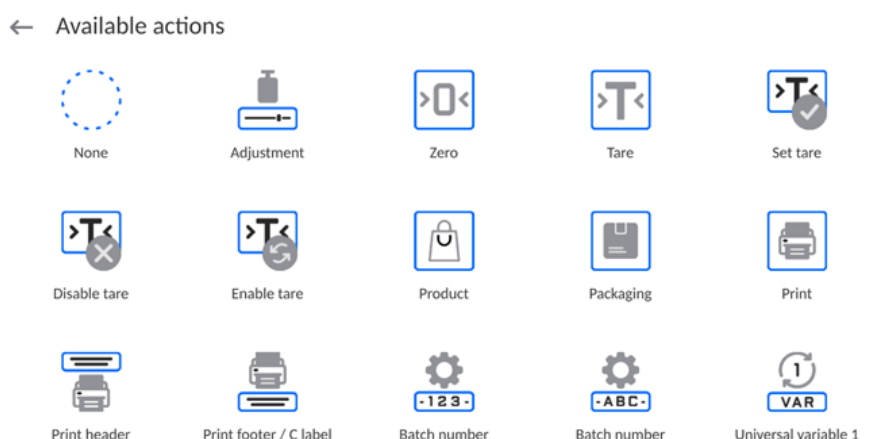 Available actions
None
Adjustment
>0<
Zero
>T<
Tare
>T<
Set tare
>T<
Disable tare
>T<
Enable tare
Product
Packaging
Print
Print header
Print footer / C label
-123-
Batch number
-ABC-
Batch number
1
VAR
Universal variable 1